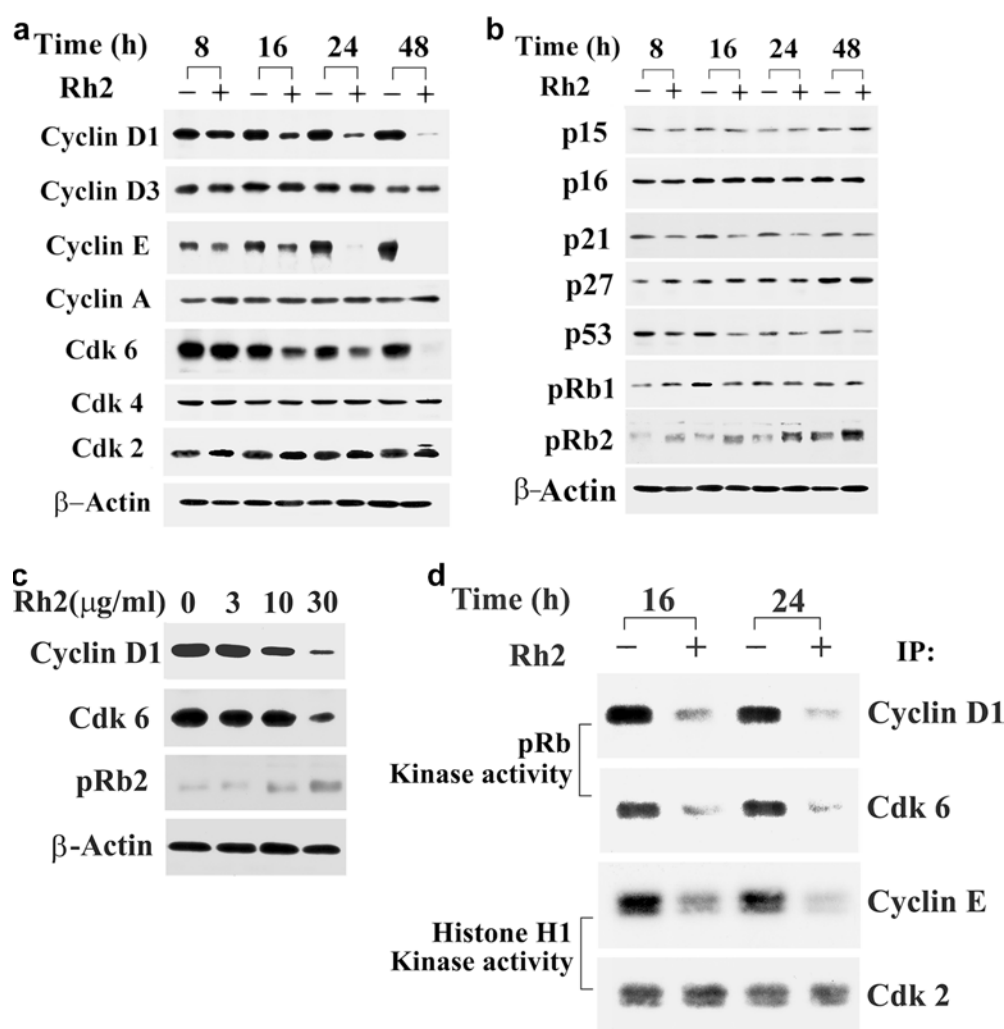 a
Time (h) 8 16 24 48
Rh2 − + − + − + − +
Cyclin D1
Cyclin D3
Cyclin E
Cyclin A
Cdk 6
Cdk 4
Cdk 2
β−Actin
b
Time (h) 8 16 24 48
Rh2 − + − + − + − +
p15
p16
p21
p27
p53
pRb1
pRb2
β-Actin
c
Rh2(μg/ml) 0 3 10 30
Cyclin D1
Cdk 6
pRb2
β-Actin
d
Time (h) 16 24
Rh2 − + − + IP:
Cyclin D1
pRb
Kinase activity
Cdk 6
Cyclin E
Histone H1
Kinase activity
Cdk 2